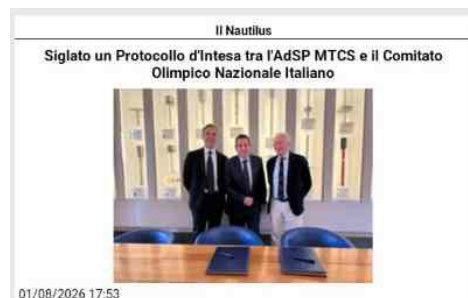 Il Nautilus
Siglato un Protocollo d'Intesa tra l'AdSP MTCS e il Comitato
Olimpico Nazionale Italiano
01/08/2026 17:53